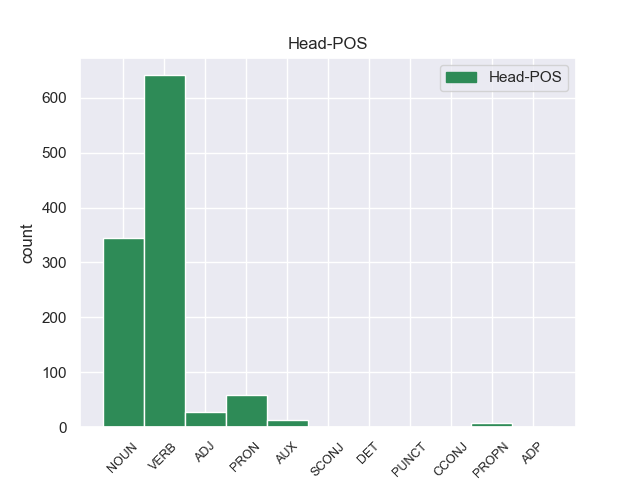 Head-POS
Head-POS
600
500
400
300
200
100
0
count
NOUN
VERB
ADJ
PRON
AUX
SCONJ
DET
PUNCT
CCONJ
PROPN
ADP